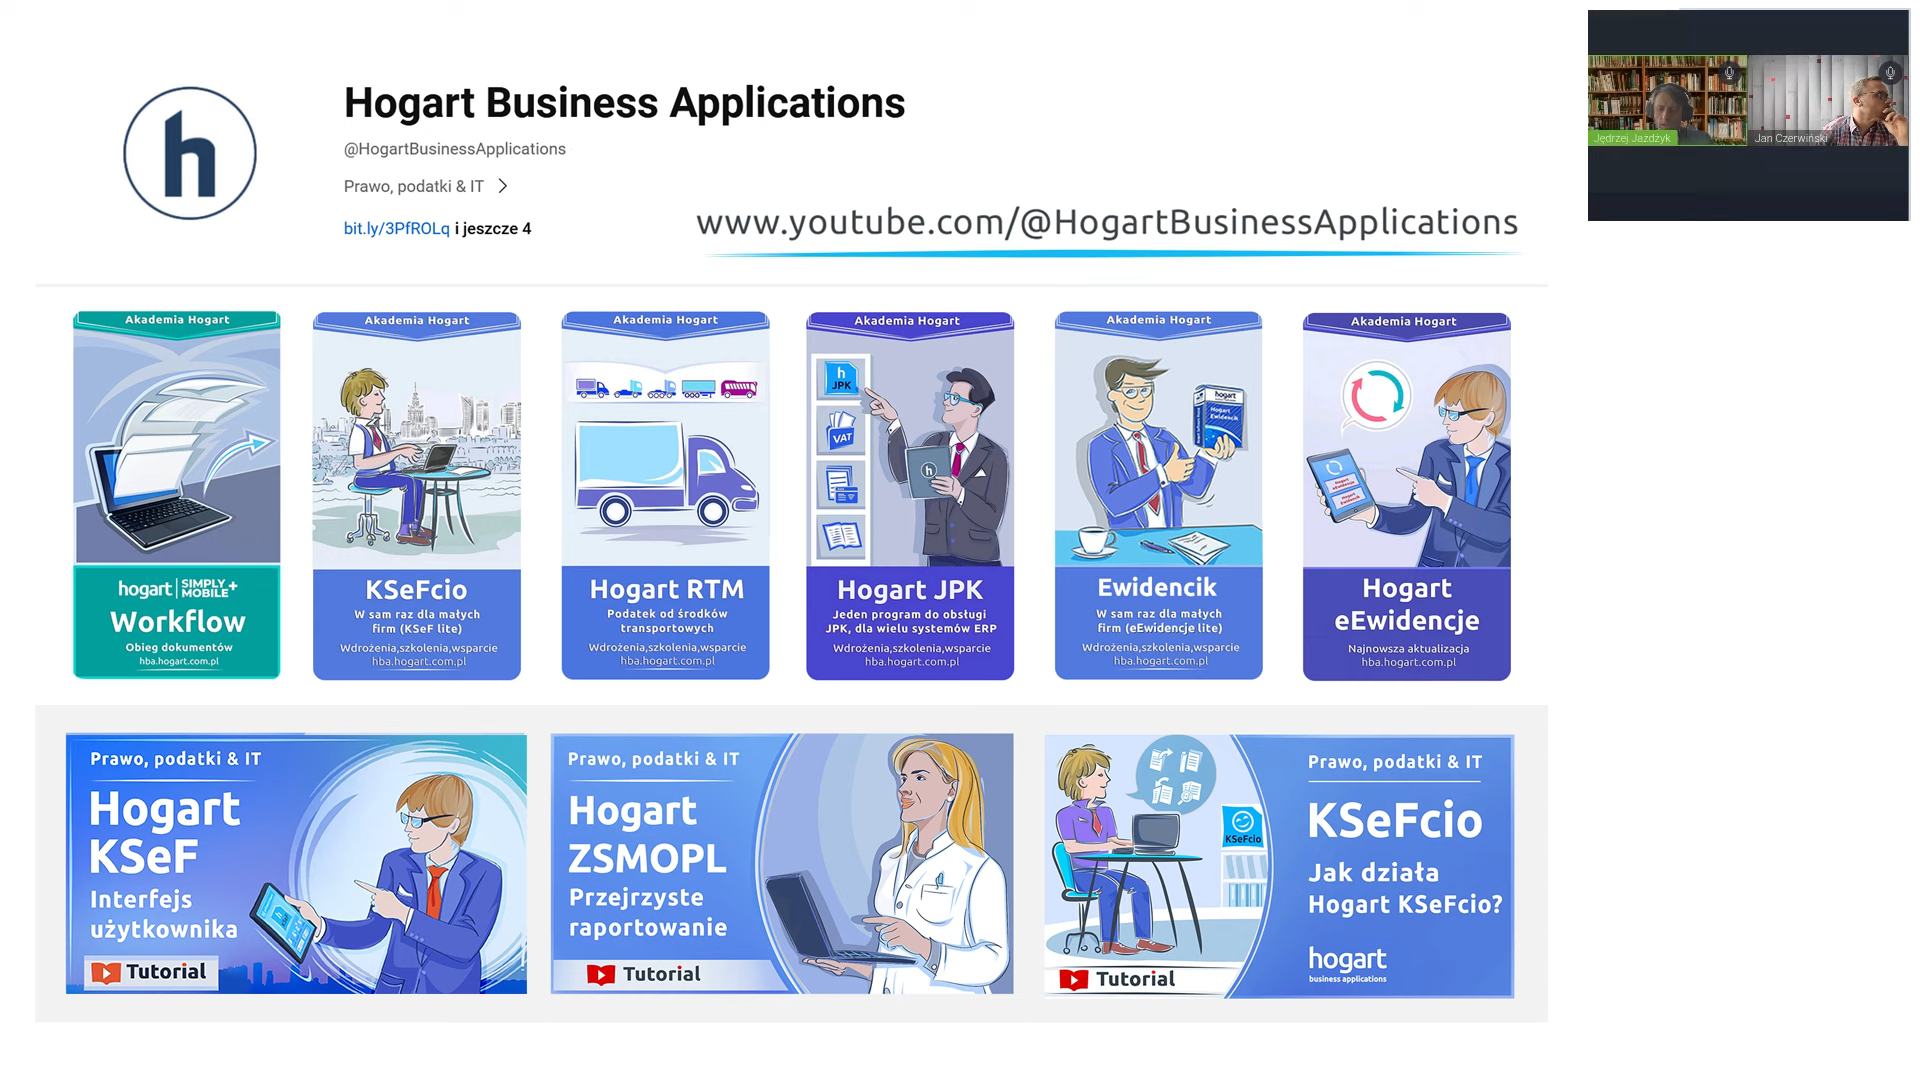 h
Hogart Business Applications
@HogartBusinessApplications
Prawo, podatki & IT
bit.ly/3PfROLq i jeszcze 4
www.youtube.com/@HogartBusinessApplications
Jędrzej Jażdżyk
Jan Czerwiński
Akademia Hogart
hogart | SIMPLY MOBILE+
Workflow
Obieg dokumentów
hba.hogart.com.pl
Akademia Hogart
KSeFcio
W sam raz dla małych
firm (KSeF lite)
Wdrożenia,szkolenia,wsparcie
hba.hogart.com.pl
Akademia Hogart
Hogart RTM
Podatek od środków
transportowych
Wdrożenia,szkolenia,wsparcie
hba.hogart.com.pl
Akademia Hogart
h
JPK
VAT
h
Hogart JPK
Jeden program do obsługi
JPK, dla wielu systemów ERP
Wdrożenia,szkolenia,wsparcie
hba.hogart.com.pl
Akademia Hogart
hogart
Hogart
Ewidencik
Ewidencik
W sam raz dla małych
firm (eEwidencje lite)
Wdrożenia,szkolenia,wsparcie
hba.hogart.com.pl
Akademia Hogart
Hogart
eEwidencje
Hogart
Ewidencik
Hogart
eEwidencje
Najnowsza aktualizacja
hba.hogart.com.pl
Prawo, podatki & IT
Hogart
KSeF
Interfejs
użytkownika
Tutorial
Prawo, podatki & IT
Hogart
ZSMOPL
Przejrzyste
raportowanie
Tutorial
KSeFcio
Tutorial
Prawo, podatki & IT
KSeFcio
Jak działa
Hogart KSeFcio?
hogart
business applications